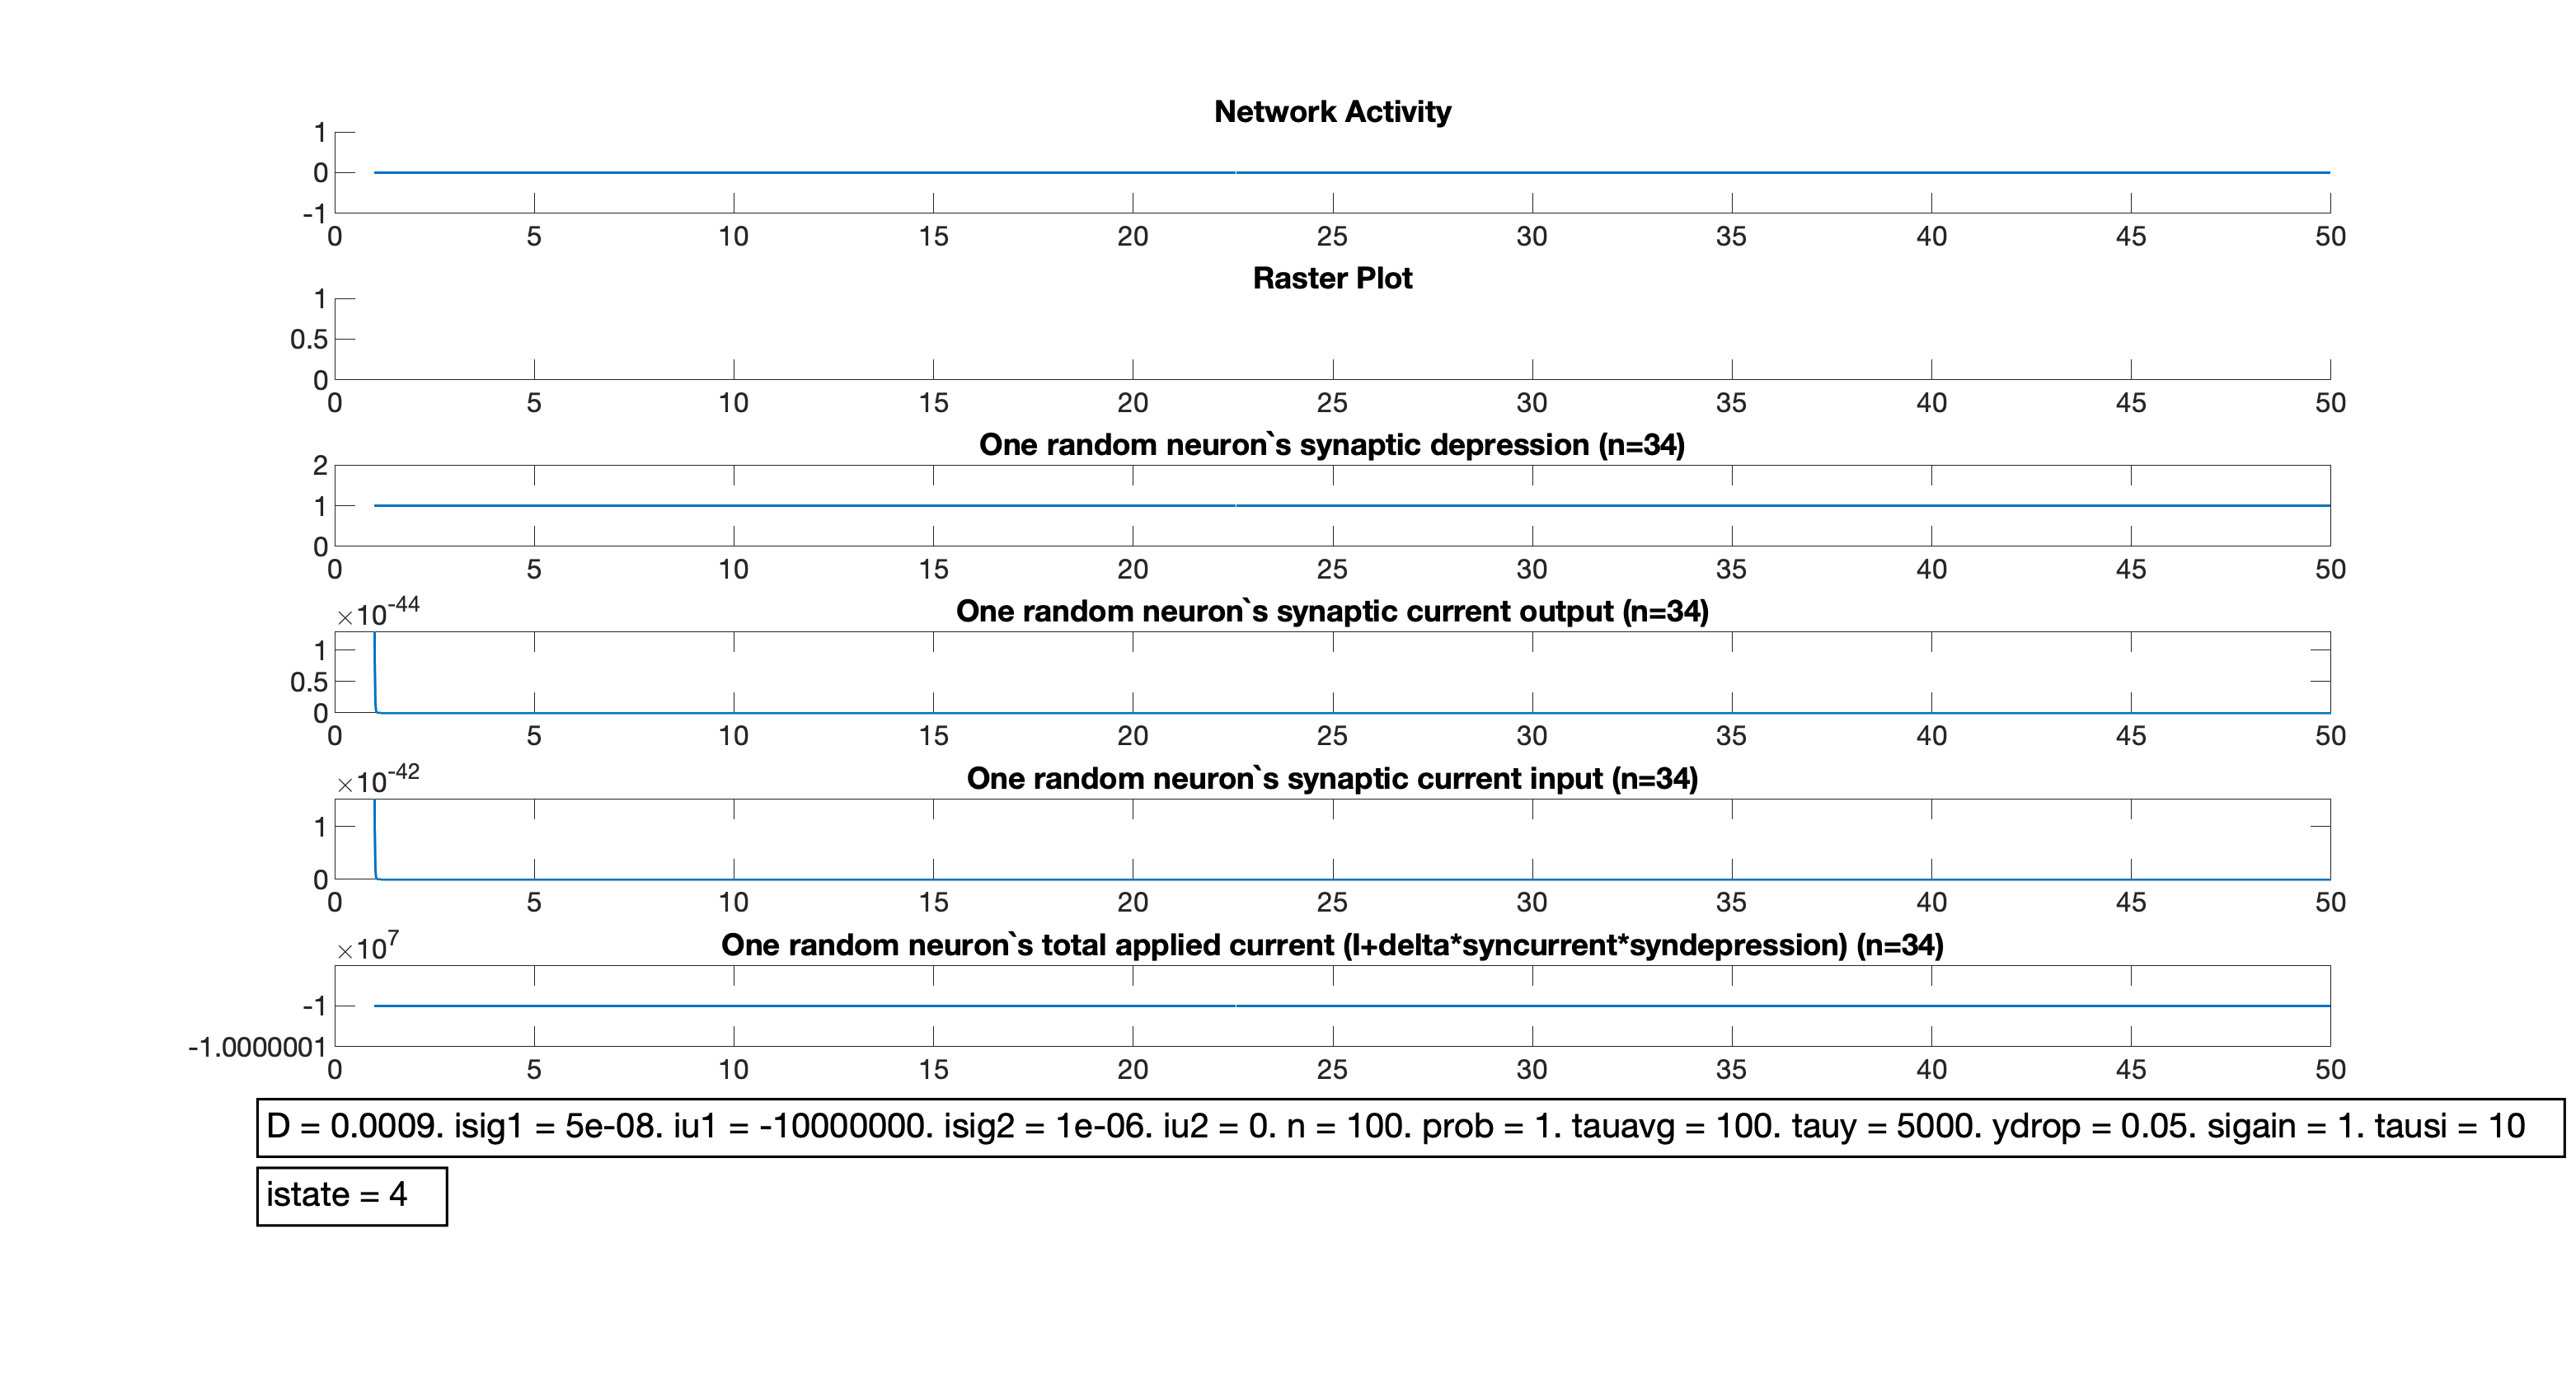 Network Activity
1
0
-1
0 5 10 15 20 25 30 35 40 45 50
Raster Plot
1
0.5
0
0 5 10 15 20 25 30 35 40 45 50
One random neuron`s synaptic depression (n=34)
2
1
0
0 5 10 15 20 25 30 35 40 45 50
×10-44
One random neuron`s synaptic current output (n=34)
1
0.5
0
0 5 10 15 20 25 30 35 40 45 50
×10-42
One random neuron`s synaptic current input (n=34)
1
0
0 5 10 15 20 25 30 35 40 45 50
×107
One random neuron`s total applied current (I+delta*syncurrent*syndepression) (n=34)
-1
-1.0000001
0 5 10 15 20 25 30 35 40 45 50
D = 0.0009. isig1 = 5e-08. iu1 = -10000000. isig2 = 1e-06. iu2 = 0. n = 100. prob = 1. tauavg = 100. tauy = 5000. ydrop = 0.05. sigain = 1. tausi = 10
istate = 4